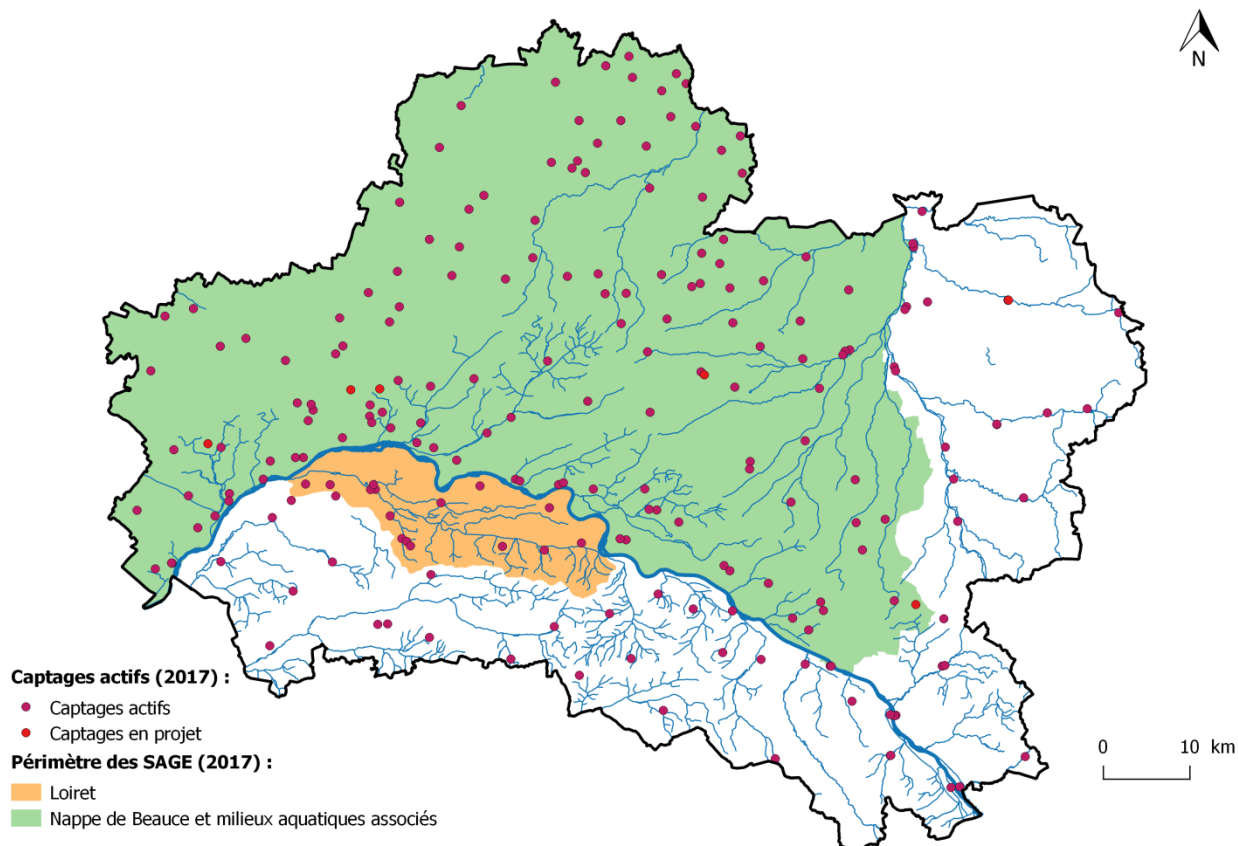 N
Captages actifs (2017) :
Captages actifs
Captages en projet
Périmètre des SAGE (2017) :
Loiret
Nappe de Beauce et milieux aquatiques associés
0 10 km